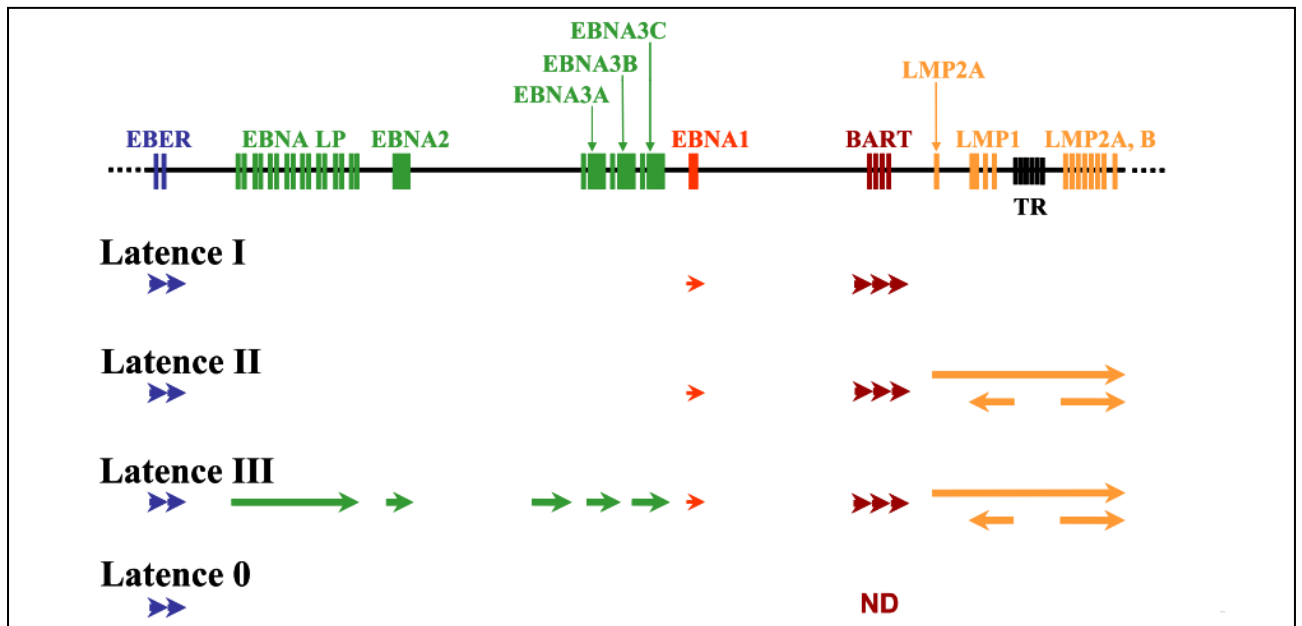 EBNA3C
EBNA3B
LMP2A
EBNA3A
EBER EBNA LP EBNA2 EBNA1 BART LMP1 LMP2A, B
TR
Latence I
Latence II
Latence III
Latence 0
ND